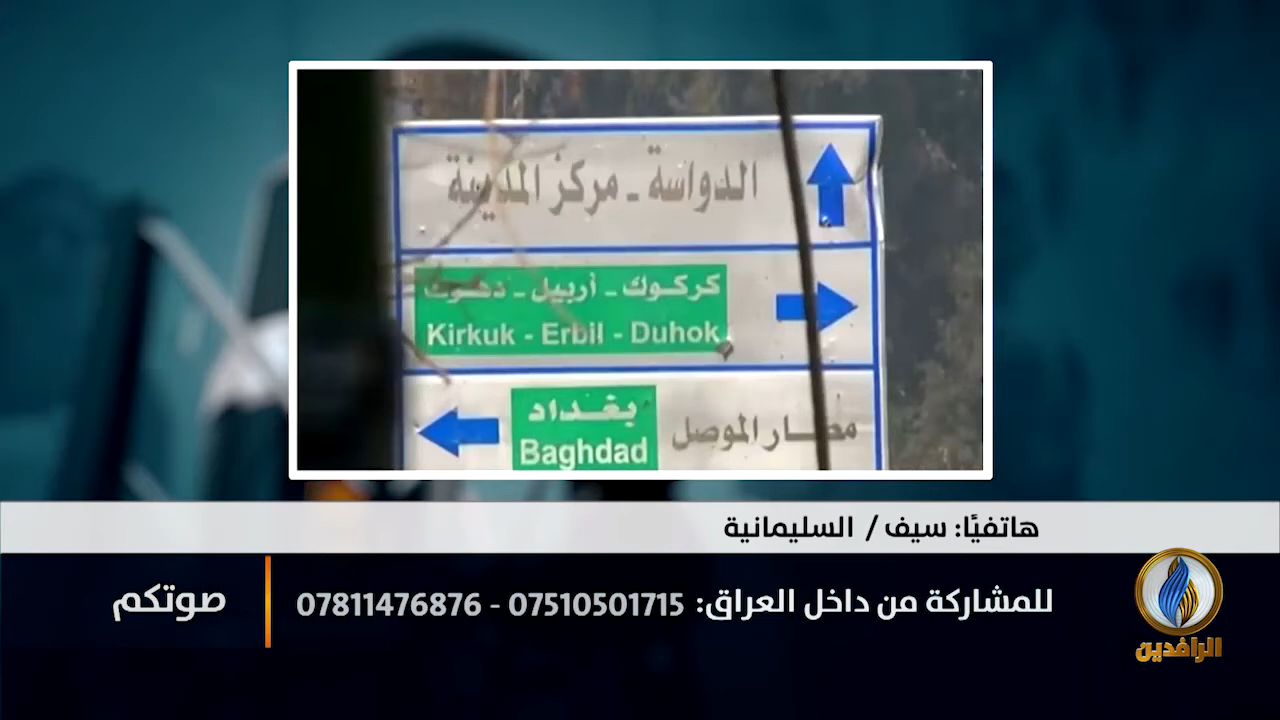 الدواسة - مركز المدينة
كركوك - أربيل - دهوك
Kirkuk - Erbil - Duhok
بغداد
Baghdad
مطار الموصل
هاتفيًا: سيف / السليمانية
للمشاركة من داخل العراق: 07510501715 - 07811476876
صوتكم
الرافدين